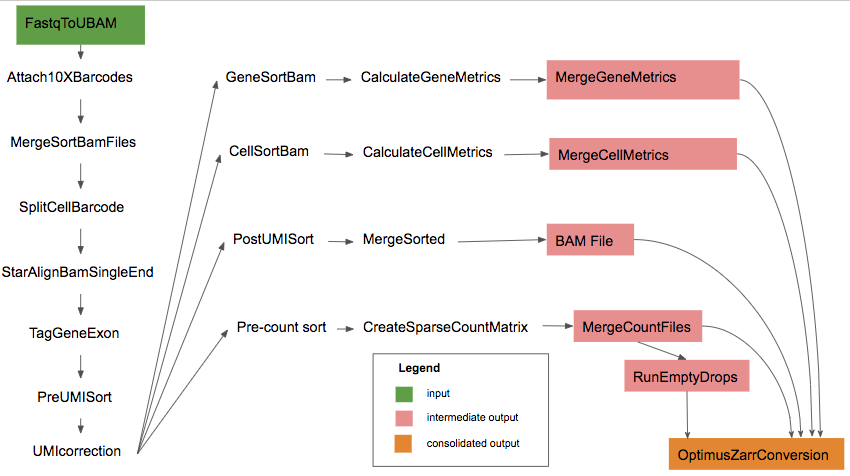 FastqToUBAM
Attach10XBarcodes
MergeSortBamFiles
SplitCellBarcode
StarAlignBamSingleEnd
TagGeneExon
PreUMISort
UMIcorrection
GeneSortBam
CalculateGeneMetrics
MergeGeneMetrics
CellSortBam
CalculateCellMetrics
MergeCellMetrics
PostUMISort
MergeSorted
BAM File
Pre-count sort
CreateSparseCountMatrix
MergeCountFiles
RunEmptyDrops
OptimusZarrConversion
Legend
input
intermediate output
consolidated output